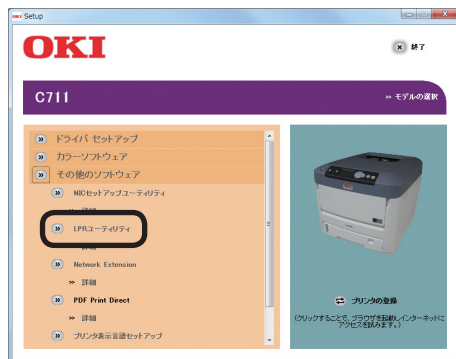 OKI Setup
OKI
終了
C711
モデルの選択
ドライバ セットアップ
カラーソフトウェア
その他のソフトウェア
NICセットアップユーティリティ
詳細
LPRユーティリティ
詳細
Network Extension
詳細
PDF Print Direct
詳細
プリンタ表示言語セットアップ
プリンタの登録
(クリックすることで、ブラウザを起動しインターネットに
アクセスを試みます。)